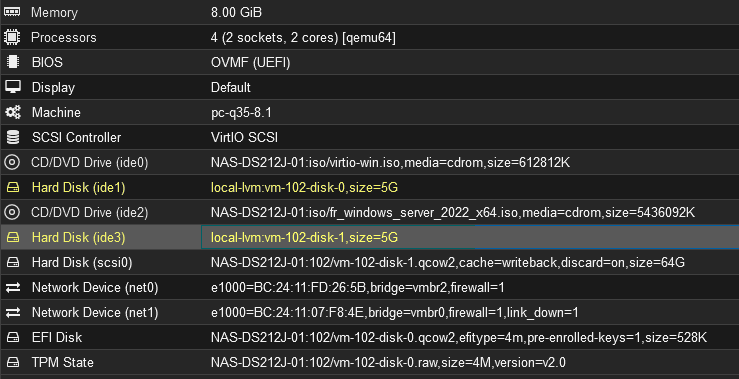 Memory 8.00 GiB
Processors 4 (2 sockets, 2 cores) [qemu64]
BIOS OVMF (UEFI)
Display Default
Machine pc-q35-8.1
SCSI Controller VirtIO SCSI
CD/DVD Drive (ide0) NAS-DS212J-01:iso/virtio-win.iso,media=cdrom,size=612812K
Hard Disk (ide1) local-lvm:vm-102-disk-0,size=5G
CD/DVD Drive (ide2) NAS-DS212J-01:iso/fr_windows_server_2022_x64.iso,media=cdrom,size=5436092K
Hard Disk (ide3) local-lvm:vm-102-disk-1,size=5G
Hard Disk (scsi0) NAS-DS212J-01:102/vm-102-disk-1.qcow2,cache=writeback,discard=on,size=64G
Network Device (net0) e1000=BC:24:11:FD:26:5B,bridge=vmbr2,firewall=1
Network Device (net1) e1000=BC:24:11:07:F8:4E,bridge=vmbr0,firewall=1,link_down=1
EFI Disk NAS-DS212J-01:102/vm-102-disk-0.qcow2,efitype=4m,pre-enrolled-keys=1,size=528K
TPM State NAS-DS212J-01:102/vm-102-disk-0.raw,size=4M,version=v2.0